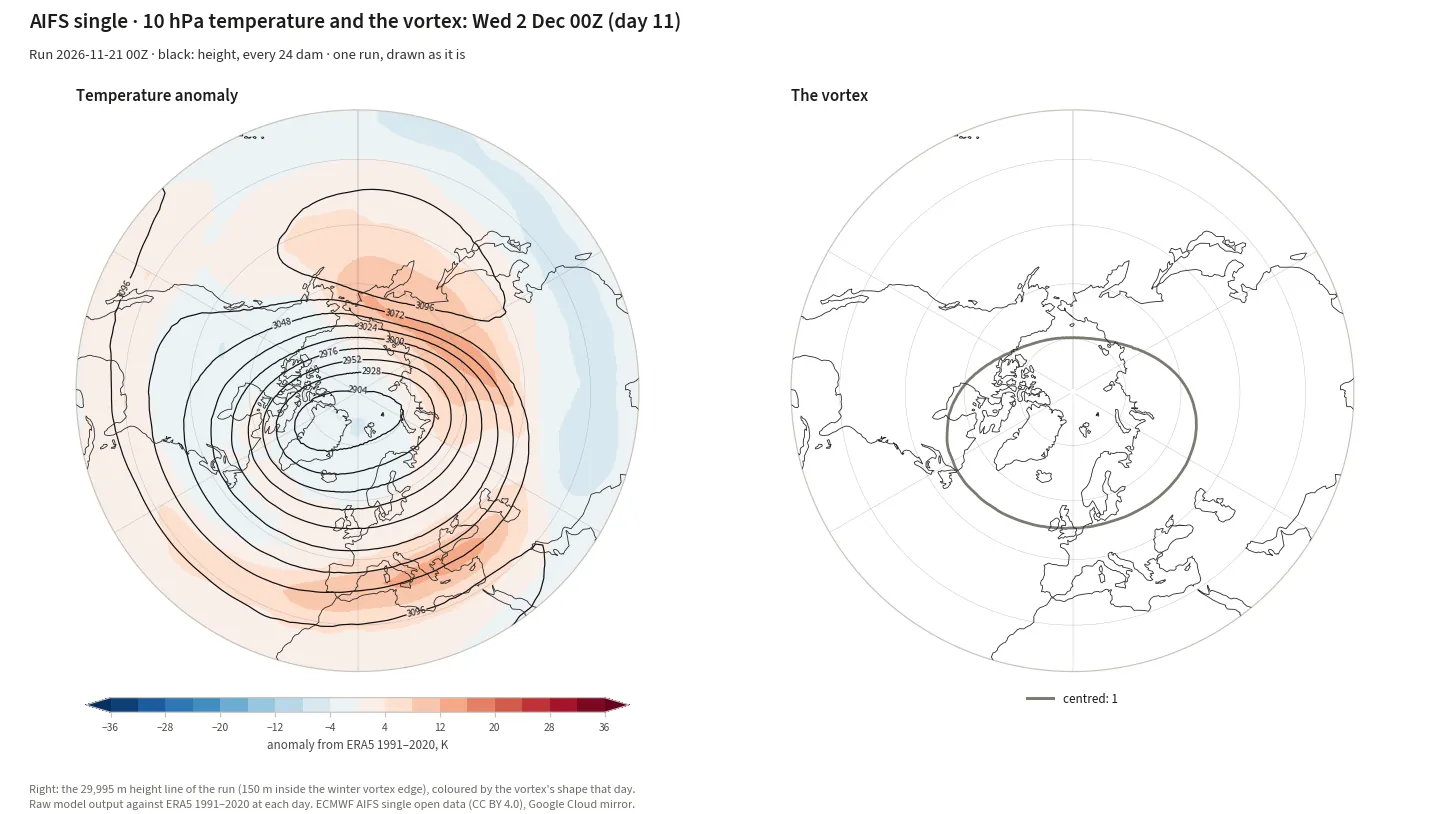 AIFS single · 10 hPa temperature and the vortex: Wed 2 Dec 00Z (day 11)
Run 2026-11-21 00Z · black: height, every 24 dam · one run, drawn as it is
Temperature anomaly
The vortex
3096
3096
3072
3048
3024
3000
2976
2952
2928
2904
3096
−36 −28 −20 −12 −4 4 12 20 28 36
anomaly from ERA5 1991–2020, K
centred: 1
Right: the 29,995 m height line of the run (150 m inside the winter vortex edge), coloured by the vortex's shape that day.
Raw model output against ERA5 1991–2020 at each day. ECMWF AIFS single open data (CC BY 4.0), Google Cloud mirror.